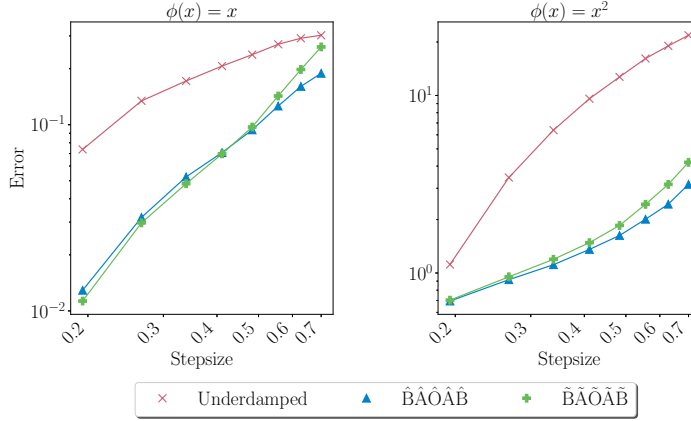 ϕ(x) = x
ϕ(x) = x²
Error
10⁻¹
10⁻²
10¹
10⁰
0.2
0.3
0.4
0.5
0.6
0.7
0.2
0.3
0.4
0.5
0.6
0.7
Stepsize
Stepsize
Underdamped
B̂ÂÔÂB̂
B̃ÃÕÃB̃